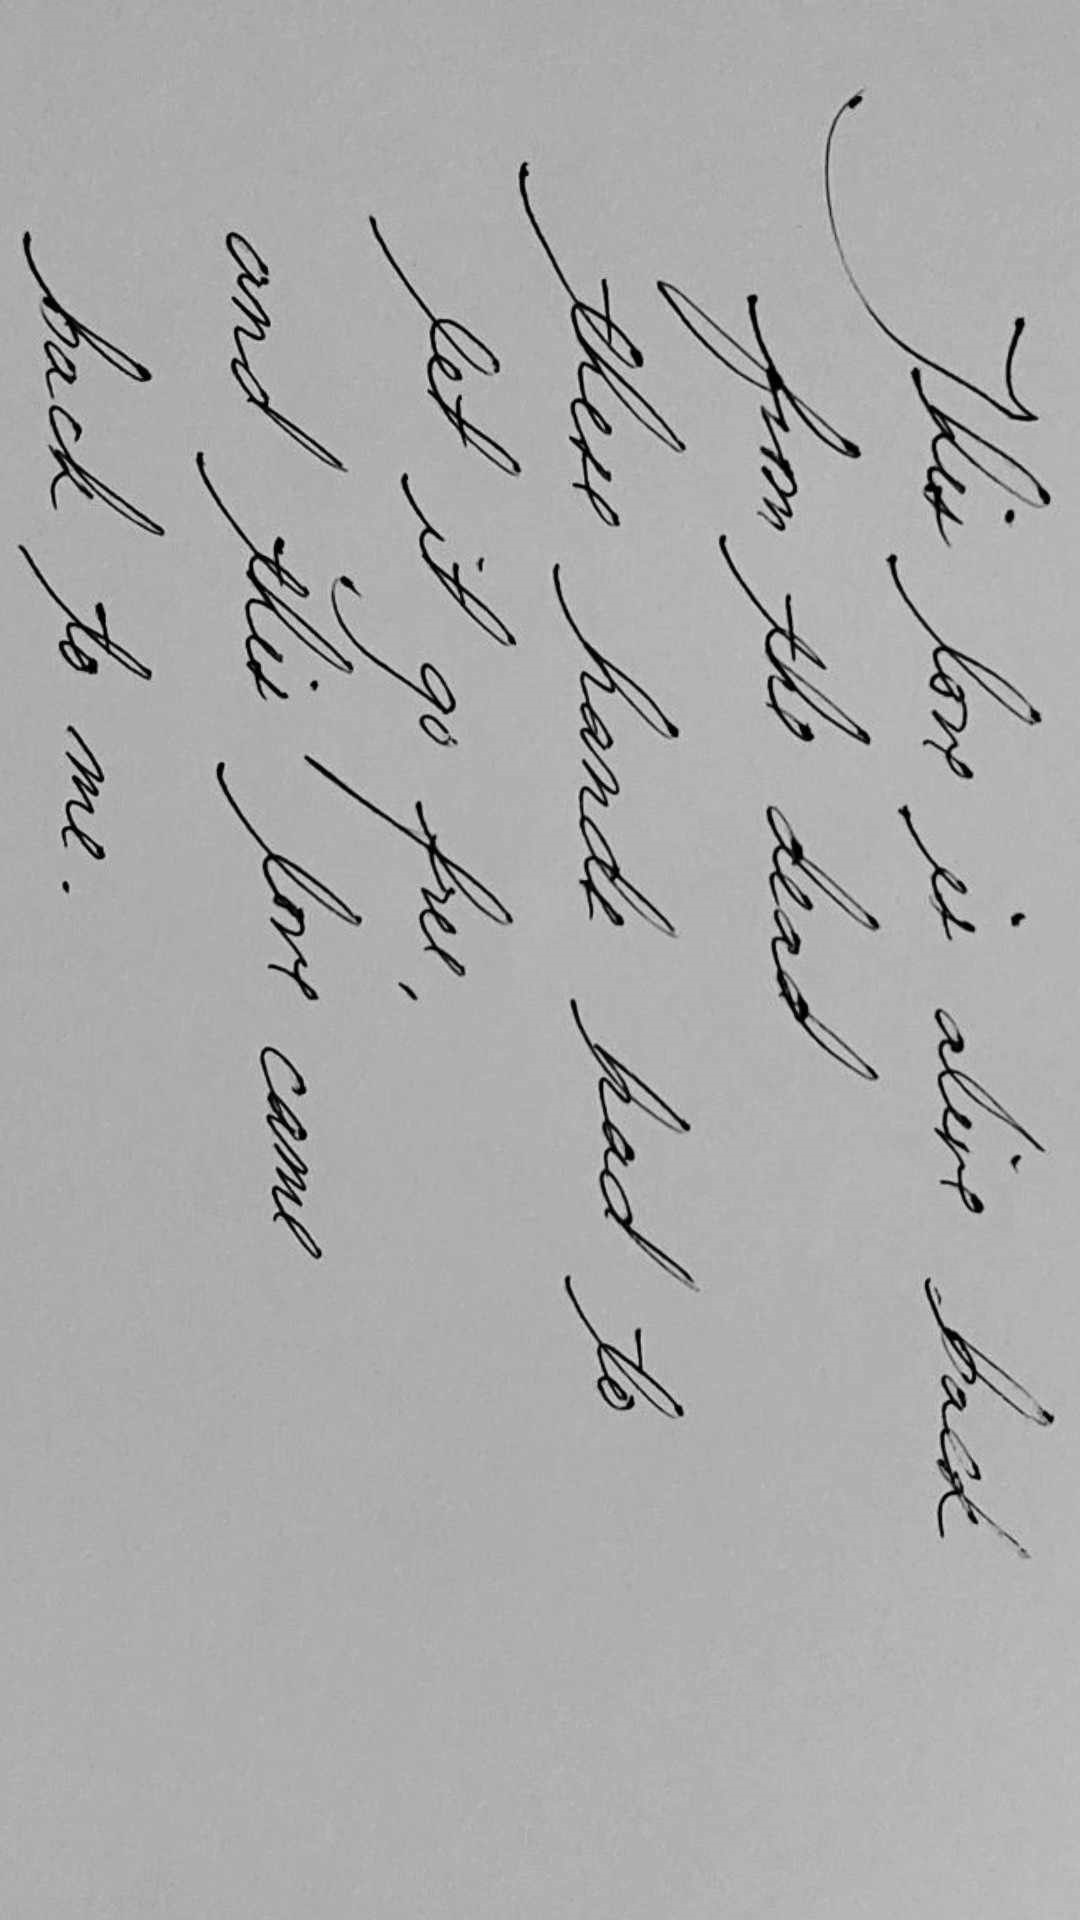 This love is alive back
from the dead
these hands had to
let it go free,
and this love came
back to me.